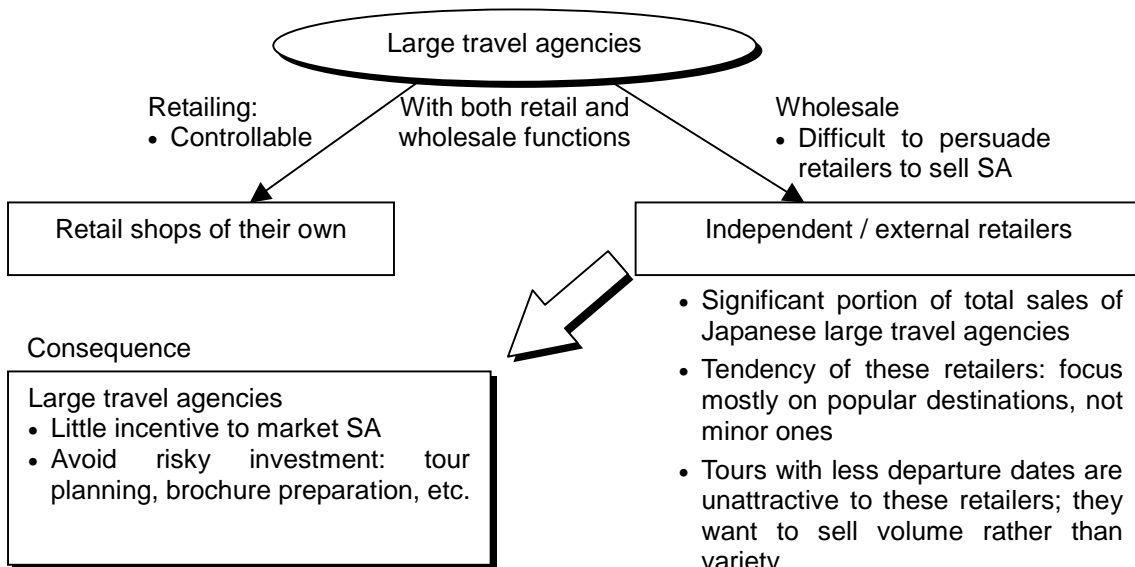 Large travel agencies
Retailing:
• Controllable
With both retail and
wholesale functions
Wholesale
• Difficult to persuade
retailers to sell SA
Retail shops of their own
Independent / external retailers
• Significant portion of total sales of
Japanese large travel agencies
• Tendency of these retailers: focus
mostly on popular destinations, not
minor ones
• Tours with less departure dates are
unattractive to these retailers; they
want to sell volume rather than
variety
Consequence
Large travel agencies
• Little incentive to market SA
• Avoid risky investment: tour
planning, brochure preparation, etc.